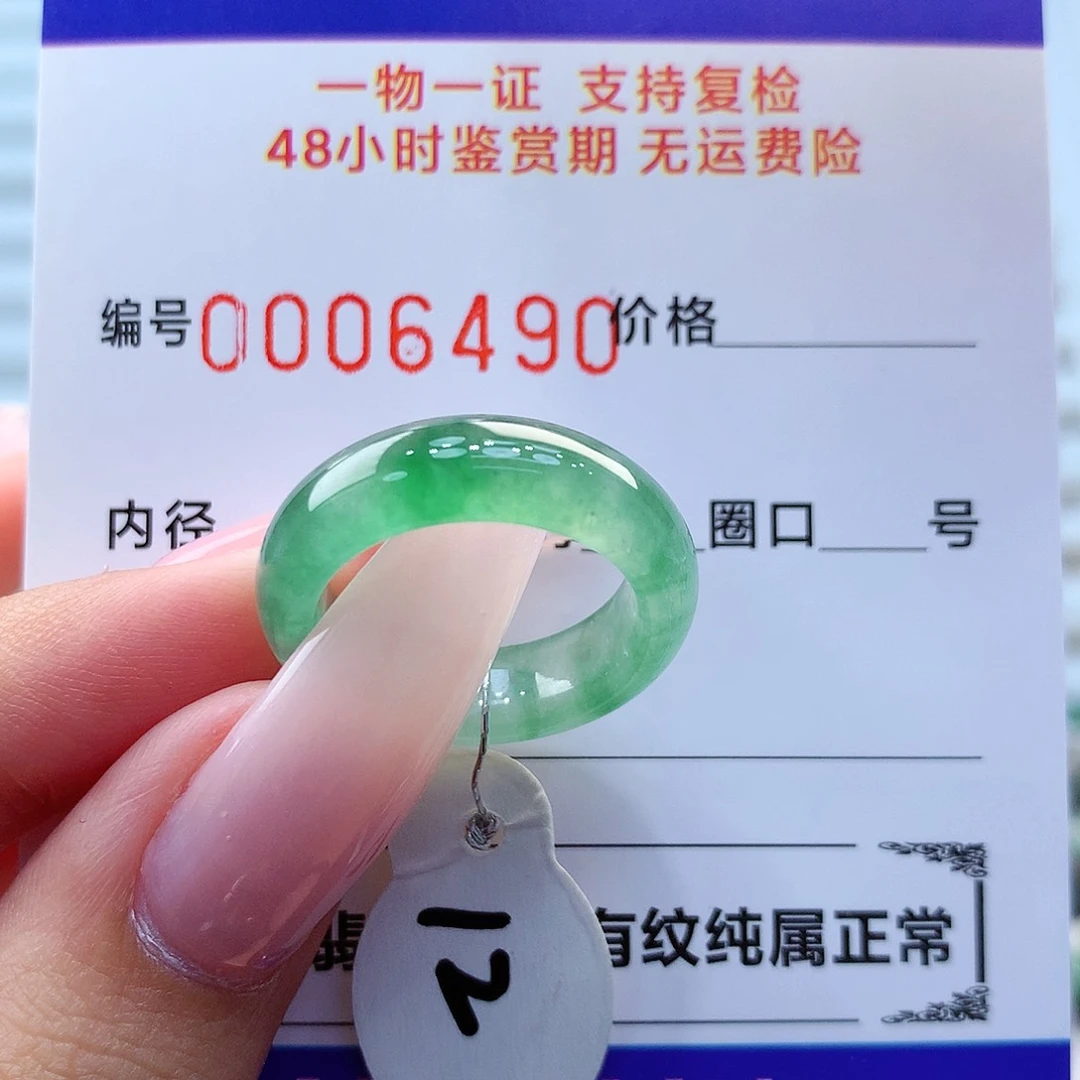 一物一证 支持复检
48小时鉴赏期 无运费险
编号0006490价格
内径 圈口 号
翡 有纹纯属正常
12